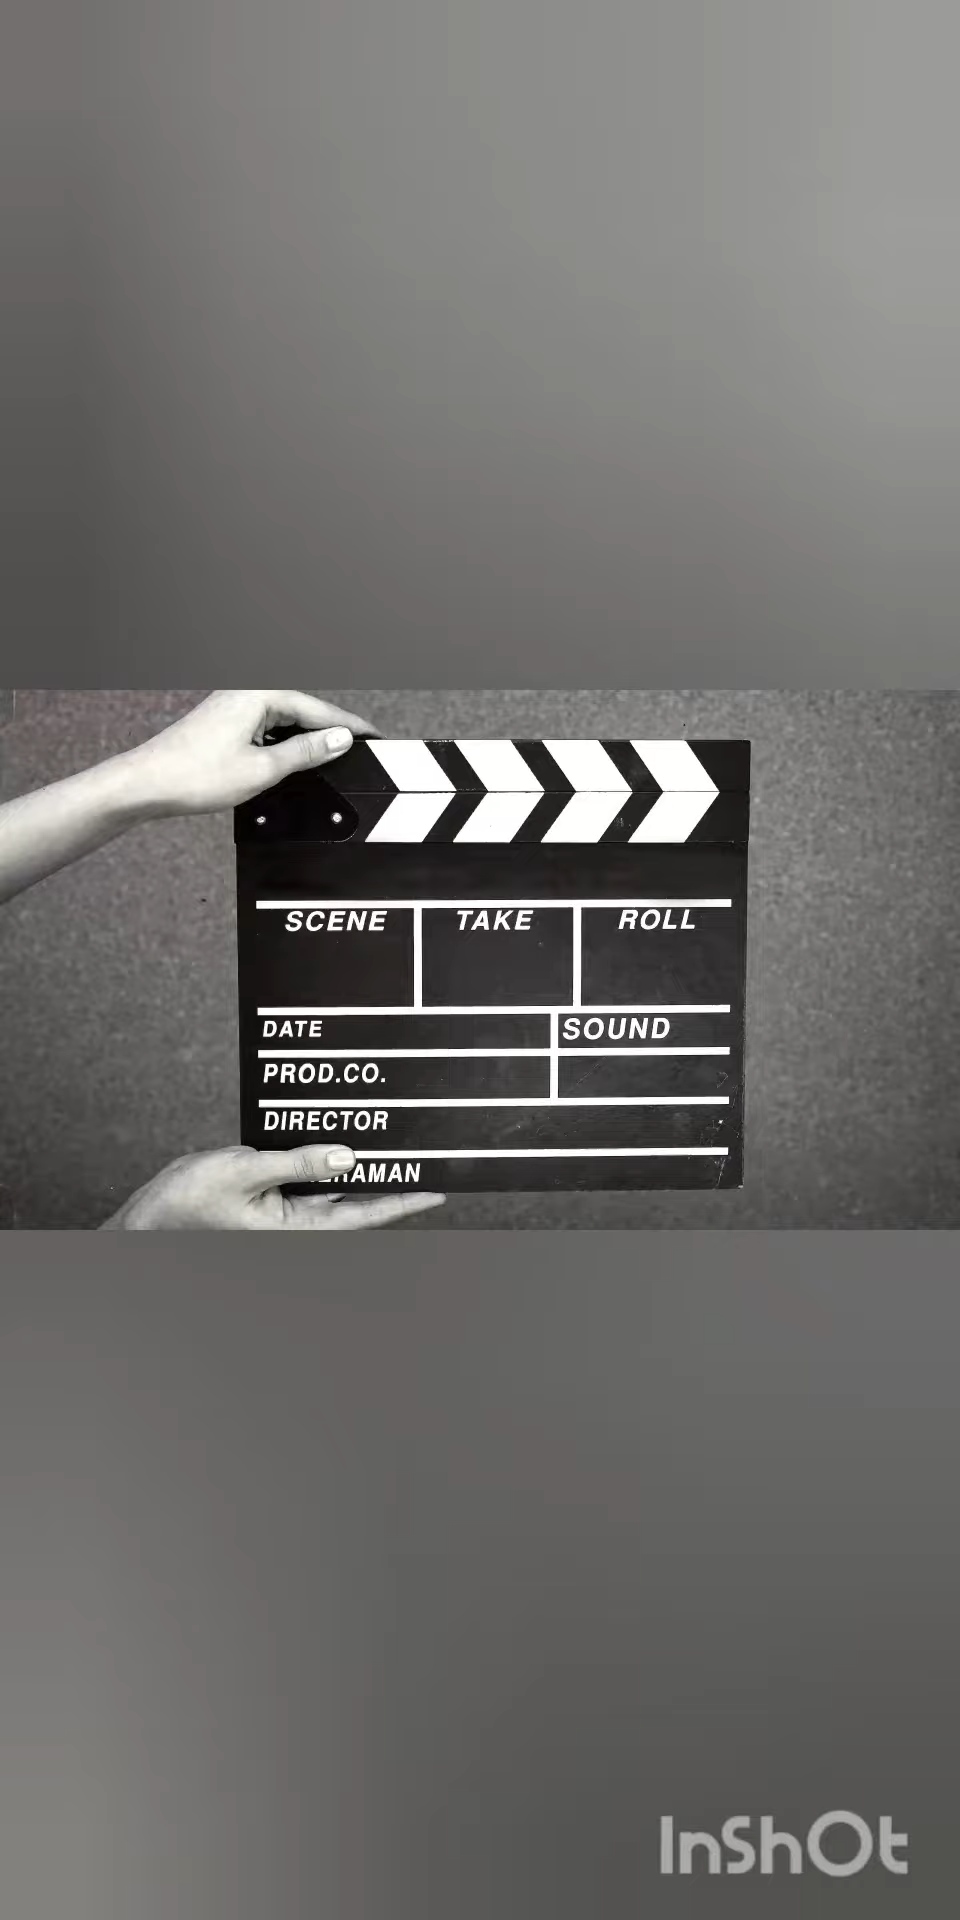 SCENE TAKE ROLL
DATE SOUND
PROD.CO.
DIRECTOR
InShOt